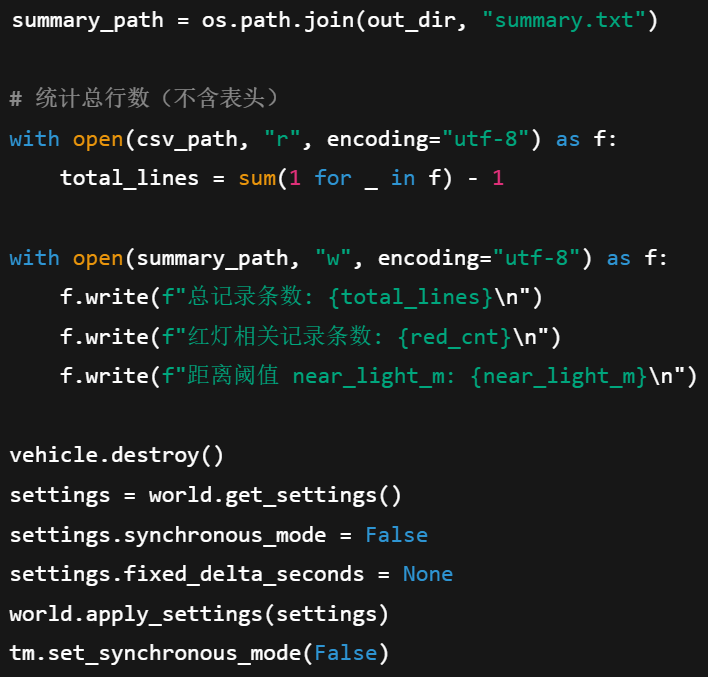 summary_path = os.path.join(out_dir, "summary.txt")

# 统计总行数（不含表头）
with open(csv_path, "r", encoding="utf-8") as f:
    total_lines = sum(1 for _ in f) - 1

with open(summary_path, "w", encoding="utf-8") as f:
    f.write(f"总记录条数: {total_lines}\n")
    f.write(f"红灯相关记录条数: {red_cnt}\n")
    f.write(f"距离阈值 near_light_m: {near_light_m}\n")

vehicle.destroy()
settings = world.get_settings()
settings.synchronous_mode = False
settings.fixed_delta_seconds = None
world.apply_settings(settings)
tm.set_synchronous_mode(False)